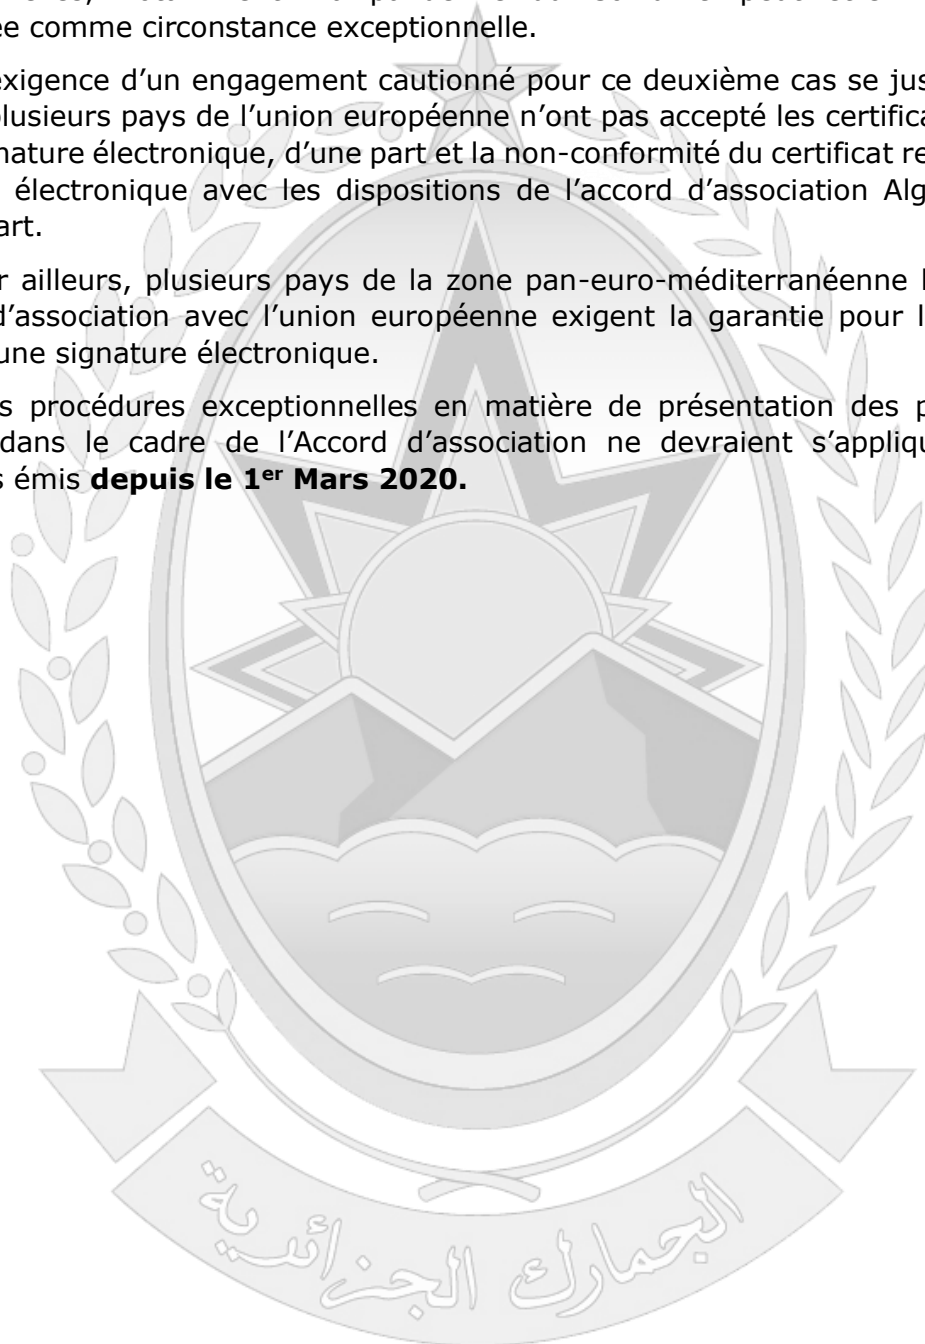 ée comme circonstance exceptionnelle.
exigence d’un engagement cautionné pour ce deuxième cas se jus
plusieurs pays de l’union européenne n’ont pas accepté les certifica
nature électronique, d’une part et la non-conformité du certificat re
électronique avec les dispositions de l’accord d’association Alg
art.
r ailleurs, plusieurs pays de la zone pan-euro-méditerranéenne
d’association avec l’union européenne exigent la garantie pour l
une signature électronique.
s procédures exceptionnelles en matière de présentation des p
dans le cadre de l’Accord d’association ne devraient s’appliqu
s émis depuis le 1er Mars 2020.
الجمارك الجزائرية